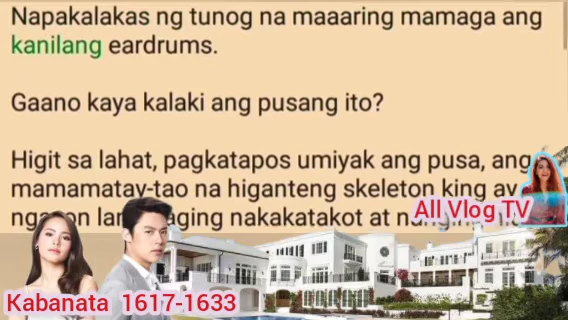 Napakalakas ng tunog na maaaring mamaga ang
kanilang eardrums.
Gaano kaya kalaki ang pusang ito?
Higit sa lahat, pagkatapos umiyak ang pusa, ang
mamamatay-tao na higanteng skeleton king ay
nakakatakot at
All Vlog TV
Kabanata 1617-1633